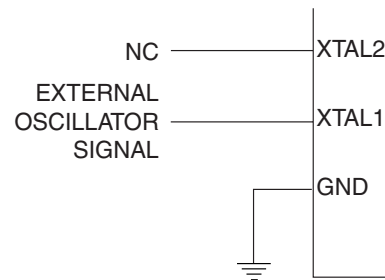 NC
XTAL2
EXTERNAL
OSCILLATOR
SIGNAL
XTAL1
GND